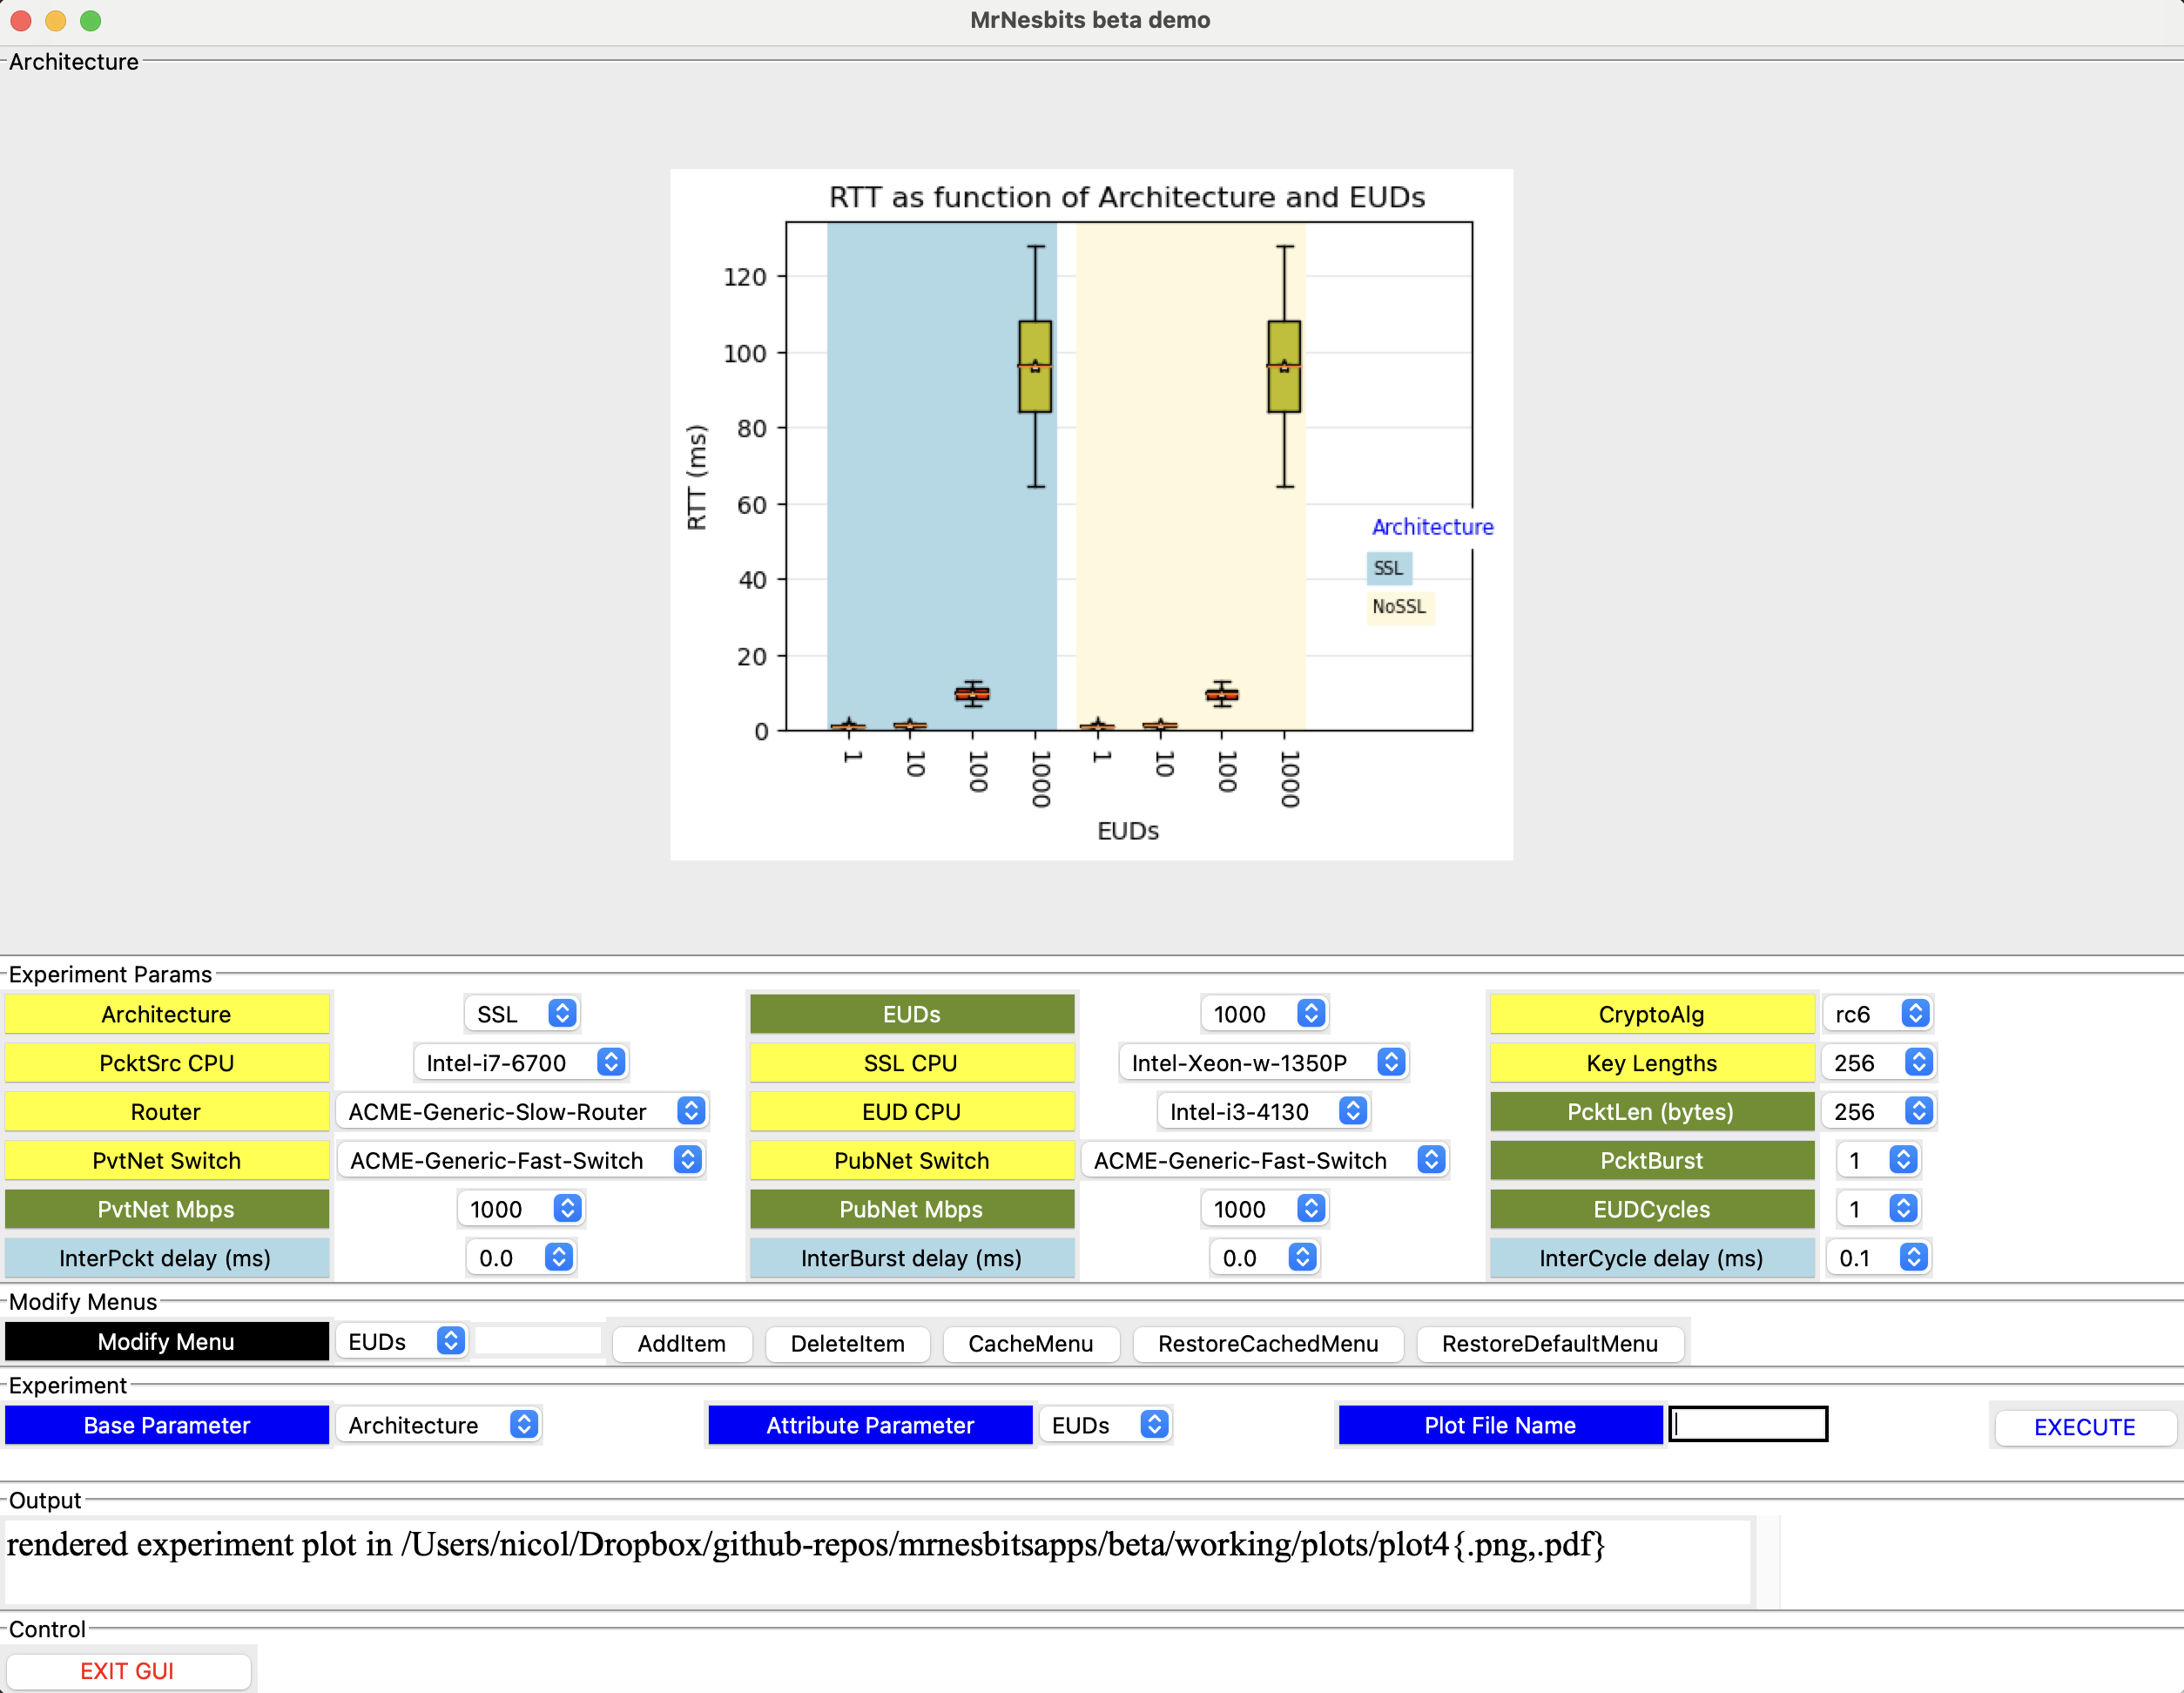 MrNesbits beta demo
Architecture
RTT as function of Architecture and EUDs
120
100
80
60
40
20
0
RTT (ms)
Architecture
SSL
NoSSL
1 10 100 1000 1 10 100 1000
EUDs
Experiment Params
Architecture SSL EUDs 1000 CryptoAlg rc6
PcktSrc CPU Intel-i7-6700 SSL CPU Intel-Xeon-w-1350P Key Lengths 256
Router ACME-Generic-Slow-Router EUD CPU Intel-i3-4130 PcktLen (bytes) 256
PvtNet Switch ACME-Generic-Fast-Switch PubNet Switch ACME-Generic-Fast-Switch PcktBurst 1
PvtNet Mbps 1000 PubNet Mbps 1000 EUDCycles 1
InterPckt delay (ms) 0.0 InterBurst delay (ms) 0.0 InterCycle delay (ms) 0.1
Modify Menus
Modify Menu EUDs AddItem DeleteItem CacheMenu RestoreCachedMenu RestoreDefaultMenu
Experiment
Base Parameter Architecture Attribute Parameter EUDs Plot File Name EXECUTE
Output
rendered experiment plot in /Users/nicol/Dropbox/github-repos/mrnesbitsapps/beta/working/plots/plot4{.png,.pdf}
Control
EXIT GUI